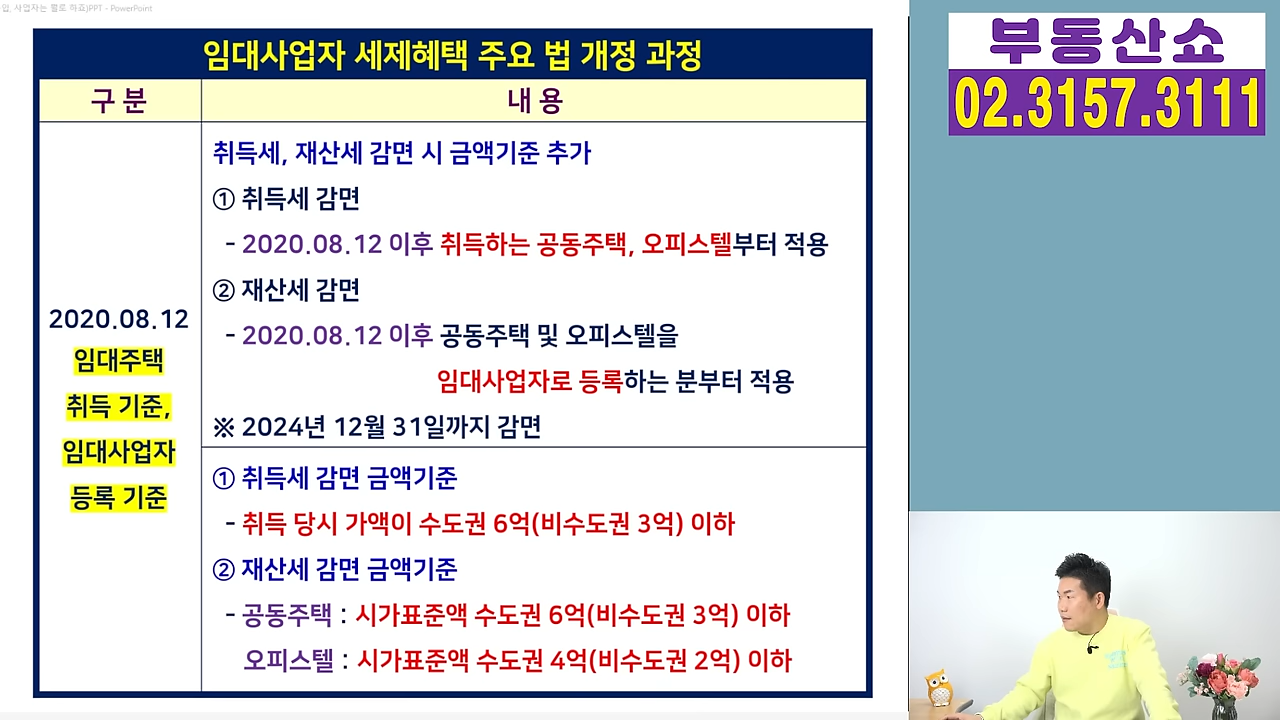 입, 사업자는 뭘로 하죠)PPT - PowerPoint
임대사업자 세제혜택 주요 법 개정 과정
구 분
내 용
2020.08.12
임대주택
취득 기준,
임대사업자
등록 기준
취득세, 재산세 감면 시 금액기준 추가
① 취득세 감면
- 2020.08.12 이후 취득하는 공동주택, 오피스텔부터 적용
② 재산세 감면
- 2020.08.12 이후 공동주택 및 오피스텔을
임대사업자로 등록하는 분부터 적용
※ 2024년 12월 31일까지 감면
① 취득세 감면 금액기준
- 취득 당시 가액이 수도권 6억(비수도권 3억) 이하
② 재산세 감면 금액기준
- 공동주택 : 시가표준액 수도권 6억(비수도권 3억) 이하
오피스텔 : 시가표준액 수도권 4억(비수도권 2억) 이하
부동산쇼
02.3157.3111